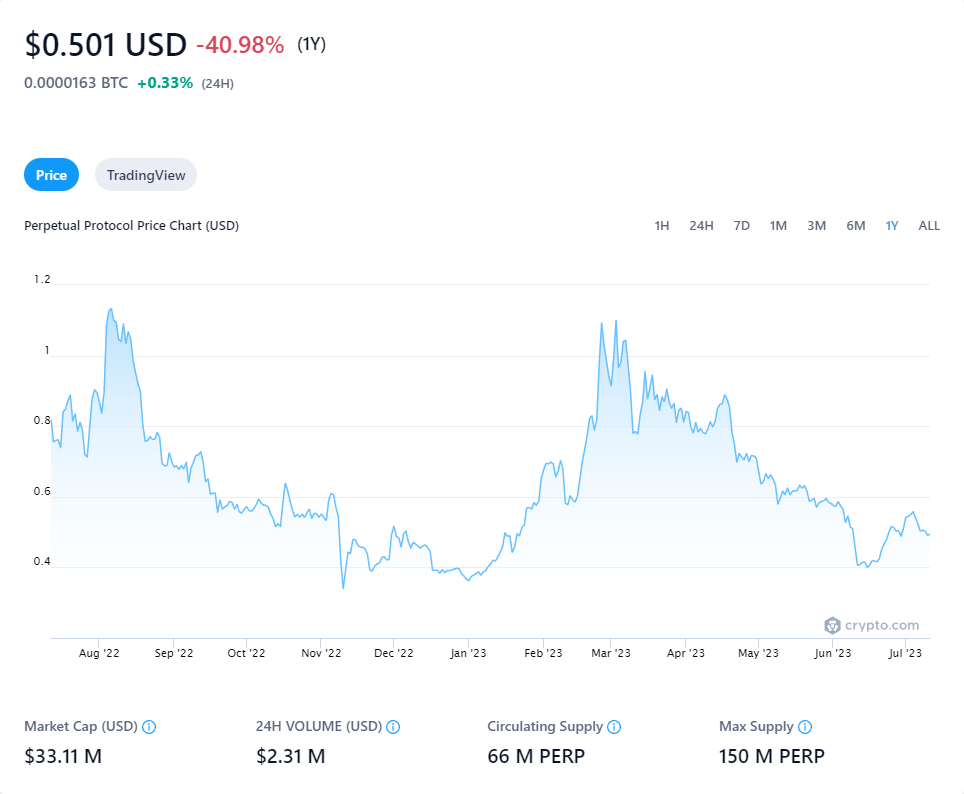 $0.501 USD -40.98% (1Y)
0.0000163 BTC +0.33% (24H)
Price TradingView
Perpetual Protocol Price Chart (USD) 1H 24H 7D 1M 3M 6M 1Y ALL
1.2
1
0.8
0.6
0.4
crypto.com
Aug '22 Sep '22 Oct '22 Nov '22 Dec '22 Jan '23 Feb '23 Mar '23 Apr '23 May '23 Jun '23 Jul '23
Market Cap (USD) 24H VOLUME (USD) Circulating Supply Max Supply
$33.11 M $2.31 M 66 M PERP 150 M PERP